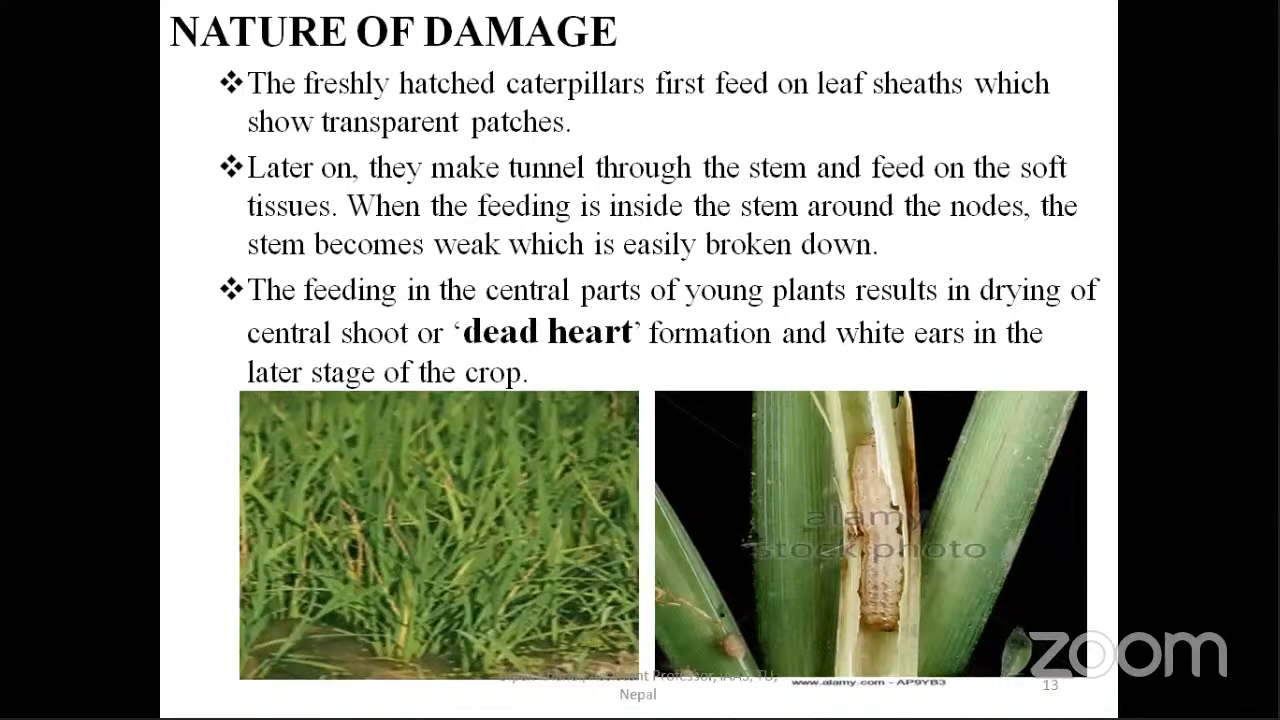 NATURE OF DAMAGE
❖The freshly hatched caterpillars first feed on leaf sheaths which
show transparent patches.
❖Later on, they make tunnel through the stem and feed on the soft
tissues. When the feeding is inside the stem around the nodes, the
stem becomes weak which is easily broken down.
❖The feeding in the central parts of young plants results in drying of
central shoot or ‘dead heart’ formation and white ears in the
later stage of the crop.
alamy
stock photo
zoom
Professor, IAAS, TU,
Nepal
www.alamy.com - AP9YB3
13